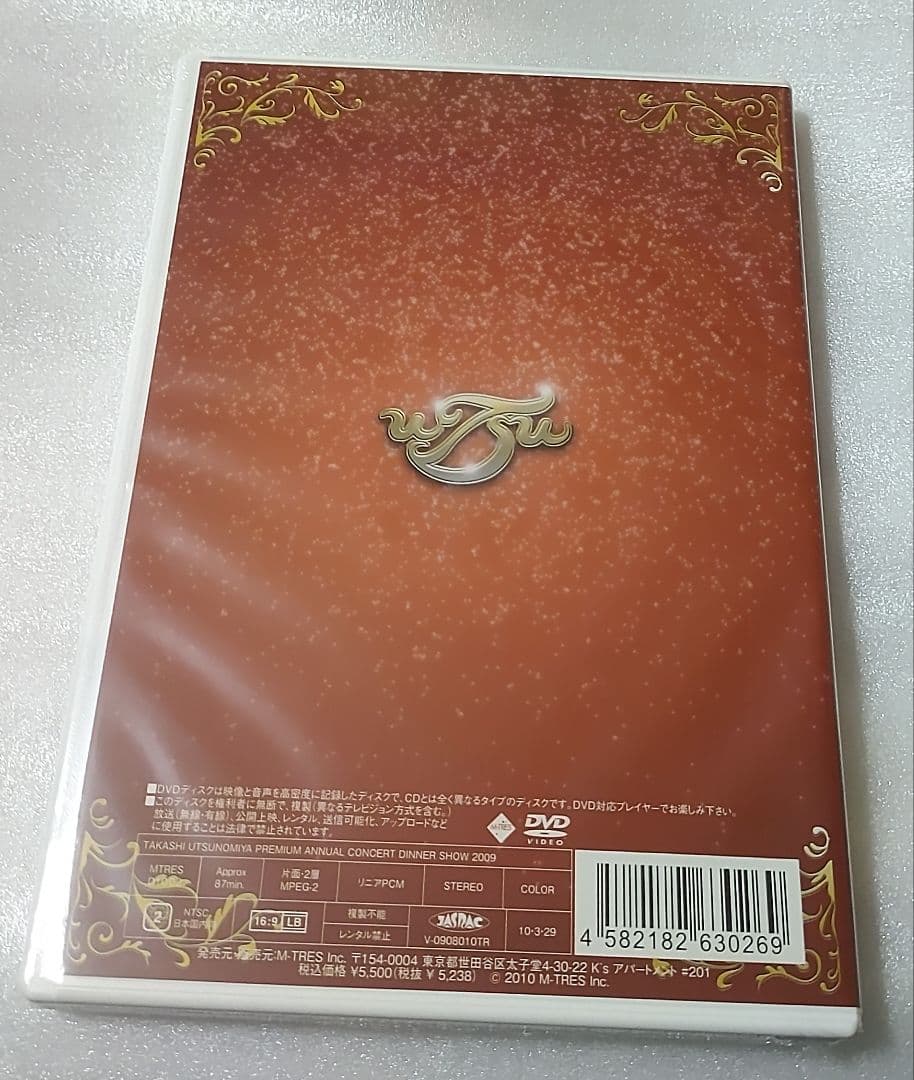 uTsu
■DVDディスクは映像と音声を高密度に記録したディスクで、CDとは全く異なるタイプのディスクです。DVD対応プレイヤーでお楽しみ下さい。
■このディスクを権利者に無断で、複製(異なるテレビジョン方式を含む。)
放送(無線・有線)、公開上映、レンタル、送信可能化、アップロードなど
に使用することは法律で禁止されています。
M-TRES
DVD
VIDEO
TAKASHI UTSUNOMIYA PREMIUM ANNUAL CONCERT DINNER SHOW 2009
MTRES
Approx
87min.
片面・2層
MPEG-2
リニアPCM
STEREO
COLOR
2
NTSC
日本国内
16:9 LB
複製不能
レンタル禁止
JASRAC
V-0908010TR
10・3・29
4 582182 630269
発売元・販売元:M-TRES Inc. 〒154-0004 東京都世田谷区太子堂4-30-22 K's アパートメント #201
税込価格 ¥5,500(税抜 ¥5,238) © 2010 M-TRES Inc.